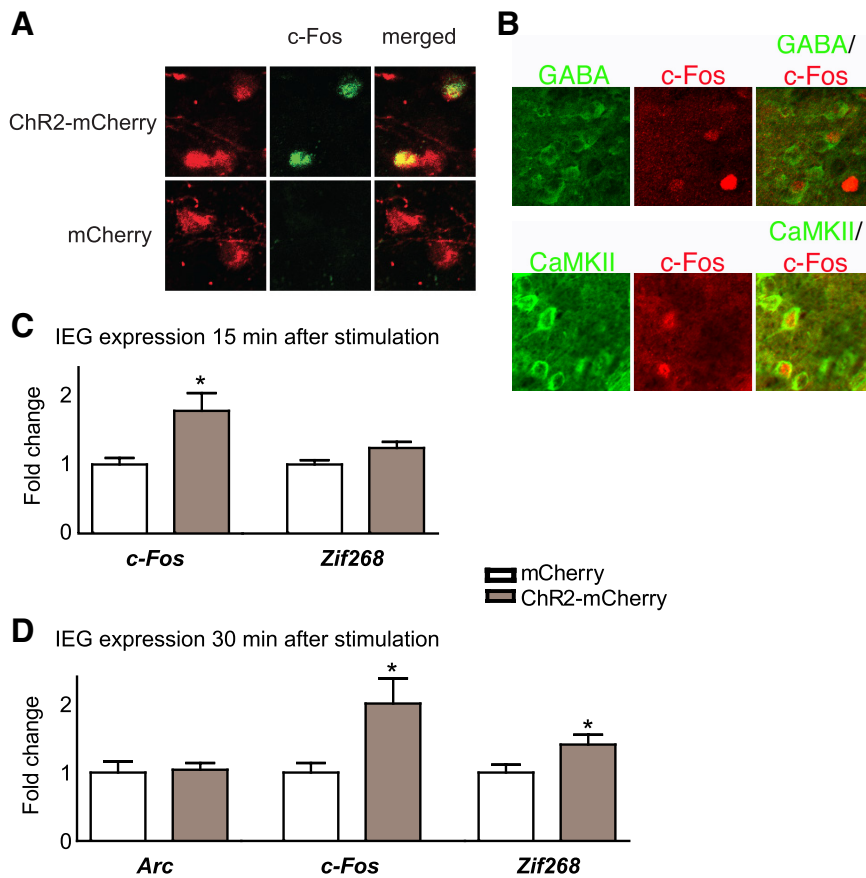 A
c-Fos merged
ChR2-mCherry
mCherry
B
GABA c-Fos GABA/
c-Fos
CaMKII c-Fos CaMKII/
c-Fos
C
IEG expression 15 min after stimulation
Fold change
2
1
0
*
c-Fos Zif268
mCherry
ChR2-mCherry
D
IEG expression 30 min after stimulation
Fold change
2
1
0
* *
Arc c-Fos Zif268